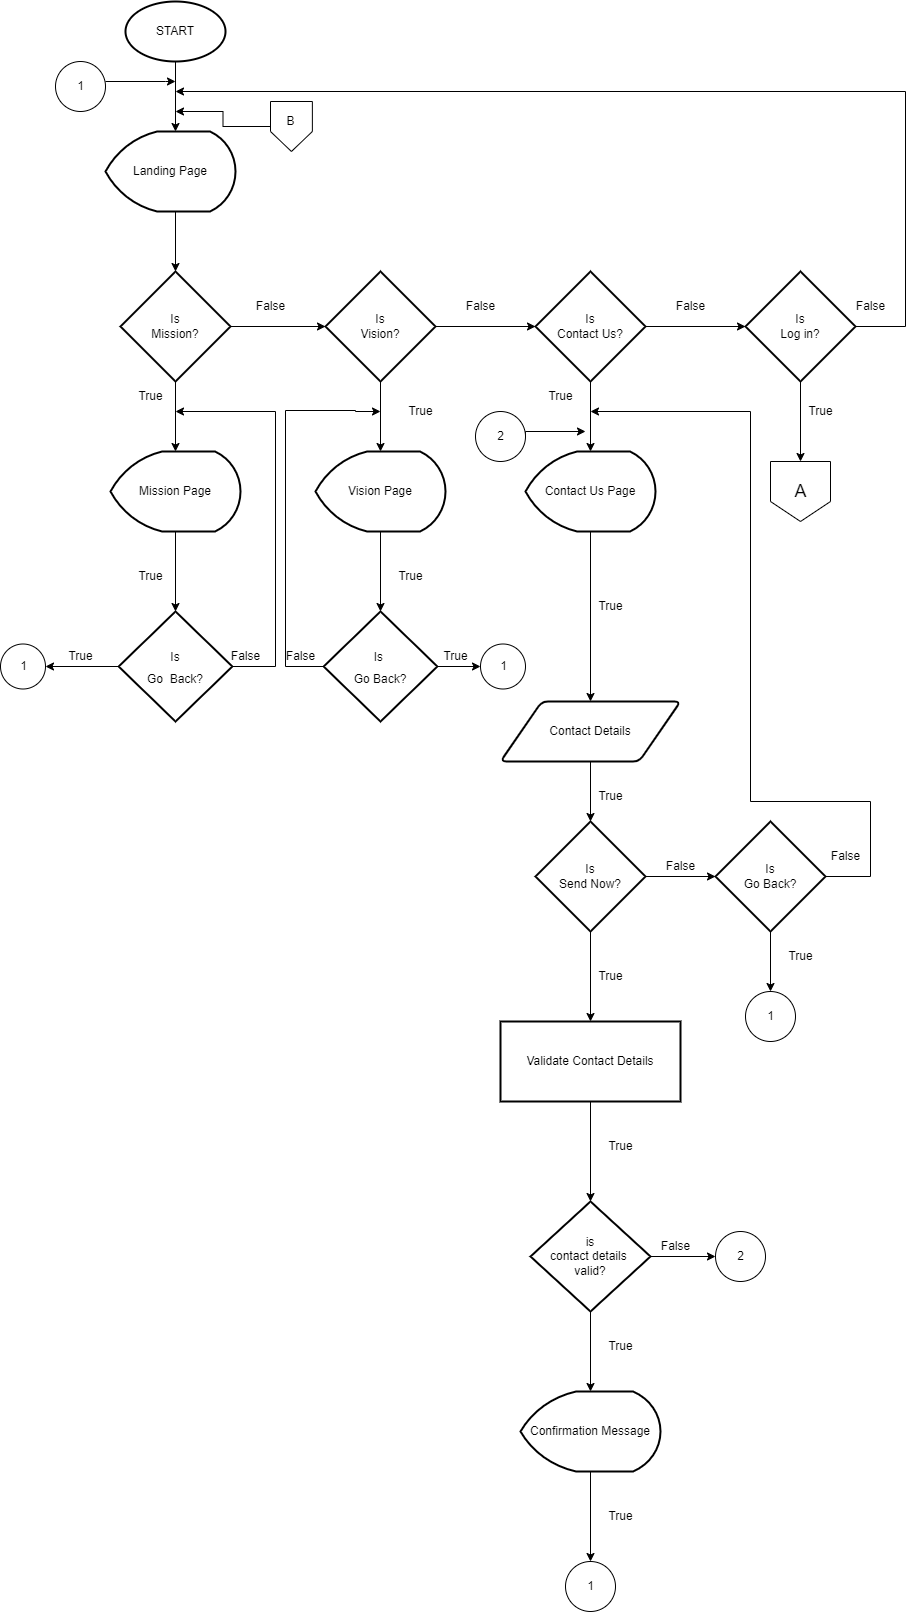 START
1
B
Landing Page
Is
Mission?
False
Is
Vision?
False
Is
Contact Us?
False
Is
Log in?
False
True
True
True
True
2
A
Mission Page
Vision Page
Contact Us Page
True
True
True
1
True
Is
Go Back?
False
False
Is
Go Back?
True
1
Contact Details
True
Is
Send Now?
False
Is
Go Back?
False
True
True
1
Validate Contact Details
True
is
contact details
valid?
False
2
True
Confirmation Message
True
1